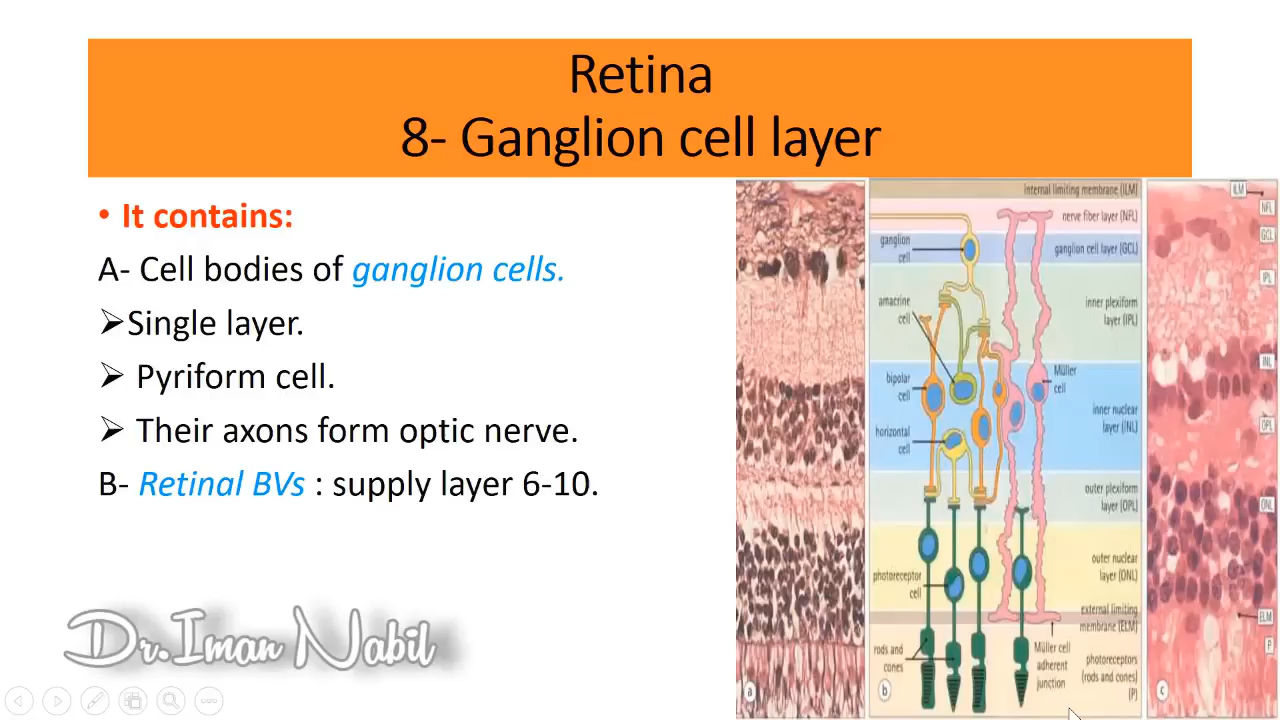 Retina
8- Ganglion cell layer
• It contains:
A- Cell bodies of ganglion cells.
➢Single layer.
➢ Pyriform cell.
➢ Their axons form optic nerve.
B- Retinal BVs : supply layer 6-10.
Dr.Iman Nabil
a
internal limiting membrane (ILM)
nerve fiber layer (NFL)
ganglion
cell
ganglion cell layer (GCL)
amacrine
cell
inner plexiform
layer (IPL)
bipolar
cell
Müller
cell
inner nuclear
layer (INL)
horizontal
cell
outer plexiform
layer (OPL)
photoreceptor
cell
outer nuclear
layer (ONL)
external limiting
membrane (ELM)
rods and
cones
Müller cell
adherent
junction
photoreceptors
(rods and cones)
(P)
b
ILM
NFL
GCL
IPL
INL
OPL
ONL
ELM
P
c